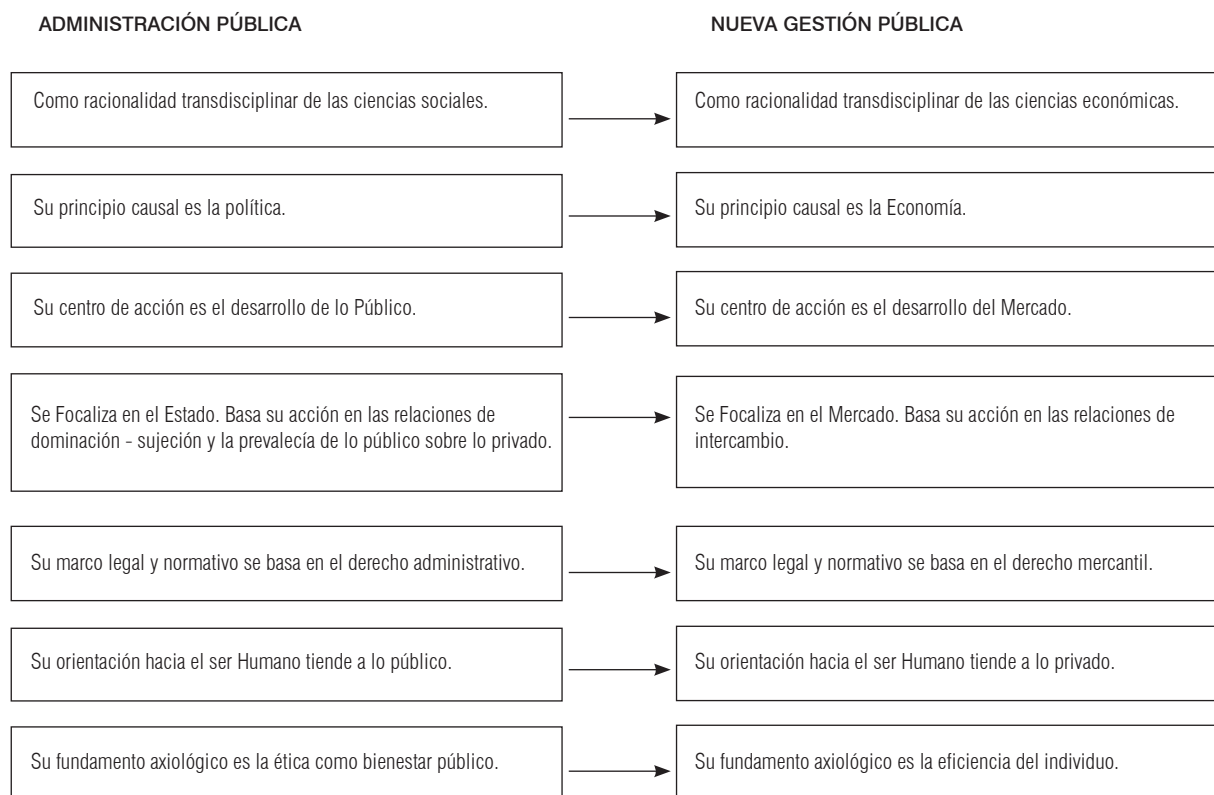 ADMINISTRACIÓN PÚBLICA
NUEVA GESTIÓN PÚBLICA
Como racionalidad transdisciplinar de las ciencias sociales.
Como racionalidad transdisciplinar de las ciencias económicas.
Su principio causal es la política.
Su principio causal es la Economía.
Su centro de acción es el desarrollo de lo Público.
Su centro de acción es el desarrollo del Mercado.
Se Focaliza en el Estado. Basa su acción en las relaciones de
dominación - sujeción y la prevalecía de lo público sobre lo privado.
Se Focaliza en el Mercado. Basa su acción en las relaciones de
intercambio.
Su marco legal y normativo se basa en el derecho administrativo.
Su marco legal y normativo se basa en el derecho mercantil.
Su orientación hacia el ser Humano tiende a lo público.
Su orientación hacia el ser Humano tiende a lo privado.
Su fundamento axiológico es la ética como bienestar público.
Su fundamento axiológico es la eficiencia del individuo.